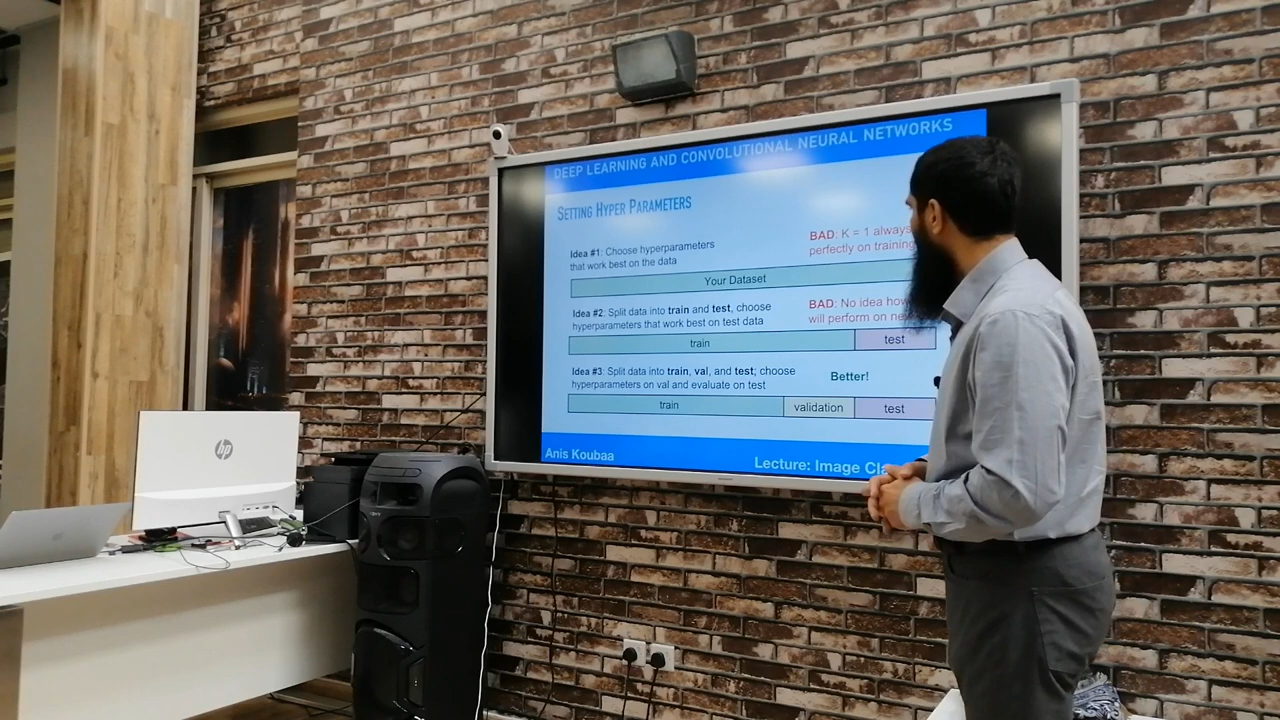 DEEP LEARNING AND CONVOLUTIONAL NEURAL NETWORKS
SETTING HYPER PARAMETERS
Idea #1: Choose hyperparameters
that work best on the data
BAD: K = 1 always
perfectly on training
Your Dataset
Idea #2: Split data into train and test, choose
hyperparameters that work best on test data
BAD: No idea how
will perform on
train
test
Idea #3: Split data into train, val, and test; choose
hyperparameters on val and evaluate on test
Better!
train
validation
test
Anis Koubaa
Lecture: Image
hp